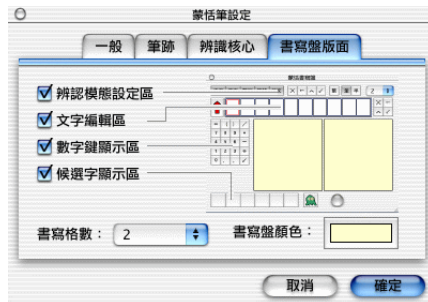 蒙恬筆設定
一般 筆跡 辨識核心 書寫盤版面
辨認模態設定區
文字編輯區
數字鍵顯示區
候選字顯示區
書寫格數： 2
書寫盤顏色：
取消 確定